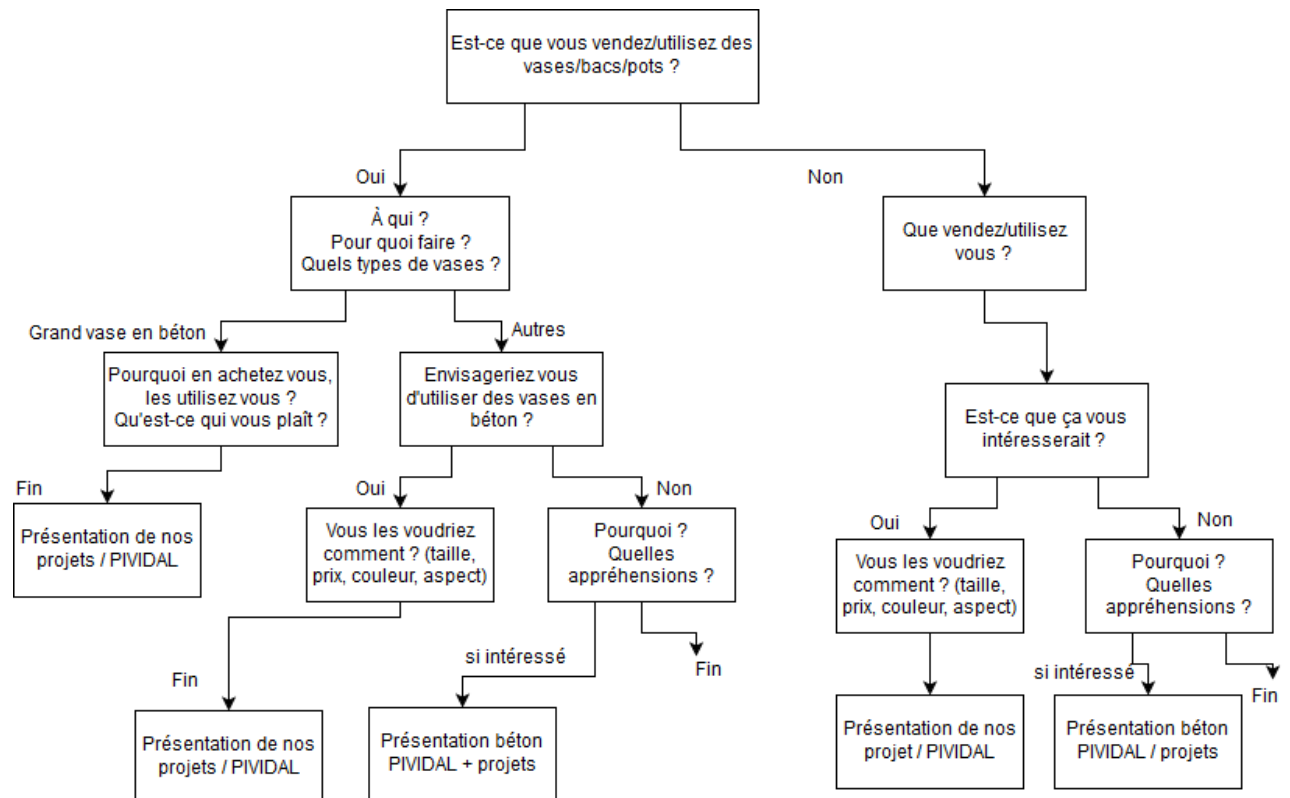 Est-ce que vous vendez/utilisez des
vases/bacs/pots ?
Oui
Non
À qui ?
Pour quoi faire ?
Quels types de vases ?
Que vendez/utilisez
vous ?
Grand vase en béton
Autres
Pourquoi en achetez vous,
les utilisez vous ?
Qu'est-ce qui vous plaît ?
Envisageriez vous
d'utiliser des vases en
béton ?
Est-ce que ça vous
intéresserait ?
Fin
Oui
Non
Oui
Non
Présentation de nos
projets / PIVIDAL
Vous les voudriez
comment ? (taille,
prix, couleur, aspect)
Pourquoi ?
Quelles
appréhensions ?
Vous les voudriez
comment ? (taille,
prix, couleur, aspect)
Pourquoi ?
Quelles
appréhensions ?
Fin
si intéressé
Fin
si intéressé
Fin
Présentation de nos
projets / PIVIDAL
Présentation béton
PIVIDAL + projets
Présentation de nos
projet / PIVIDAL
Présentation béton
PIVIDAL / projets